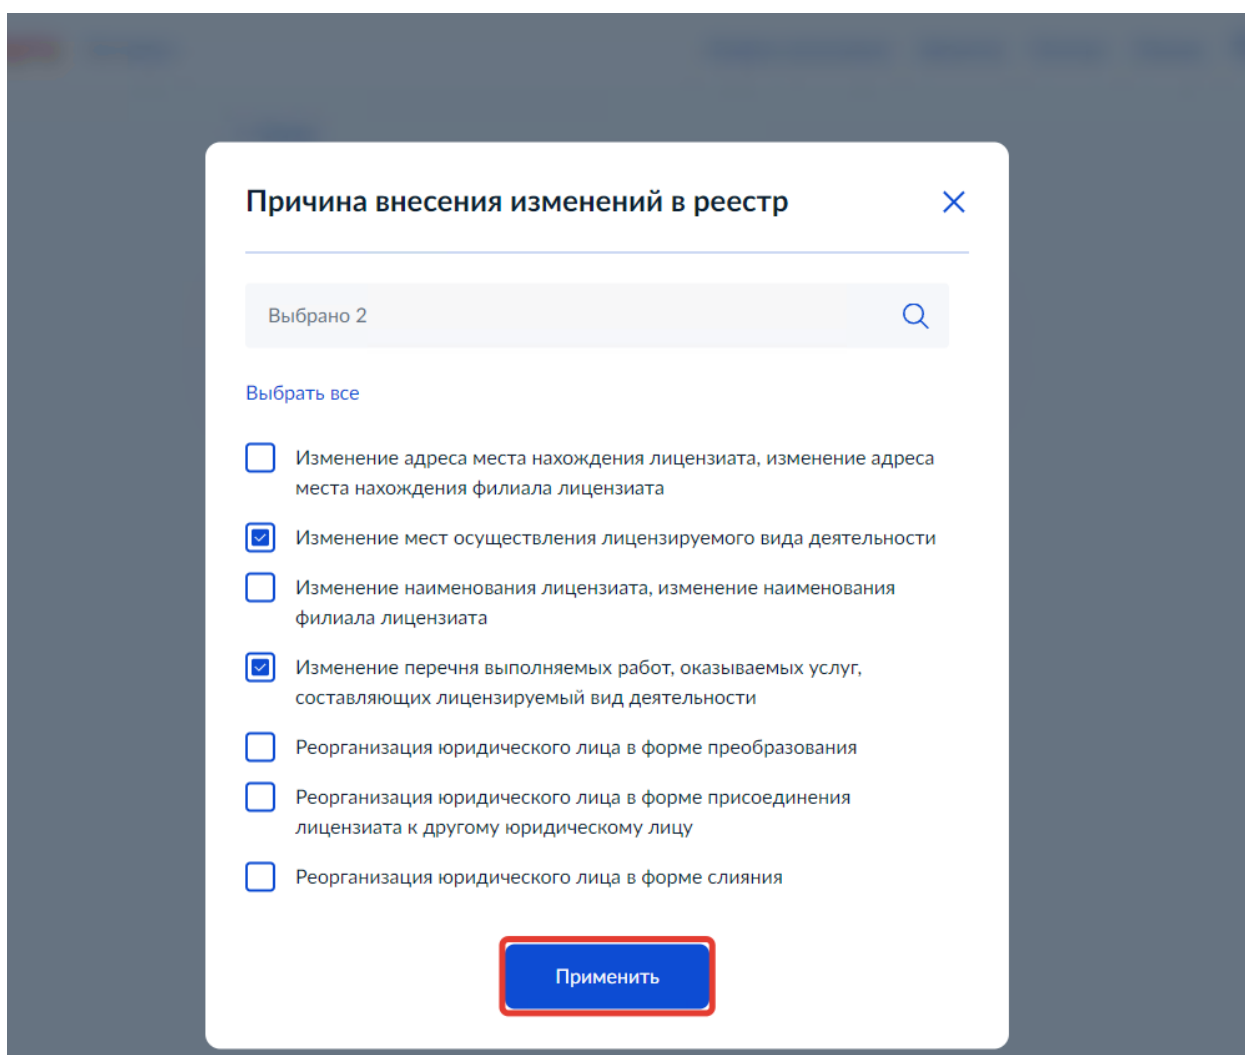 Причина внесения изменений в реестр
Выбрано 2
Выбрать все
Изменение адреса места нахождения лицензиата, изменение адреса
места нахождения филиала лицензиата
Изменение мест осуществления лицензируемого вида деятельности
Изменение наименования лицензиата, изменение наименования
филиала лицензиата
Изменение перечня выполняемых работ, оказываемых услуг,
составляющих лицензируемый вид деятельности
Реорганизация юридического лица в форме преобразования
Реорганизация юридического лица в форме присоединения
лицензиата к другому юридическому лицу
Реорганизация юридического лица в форме слияния
Применить